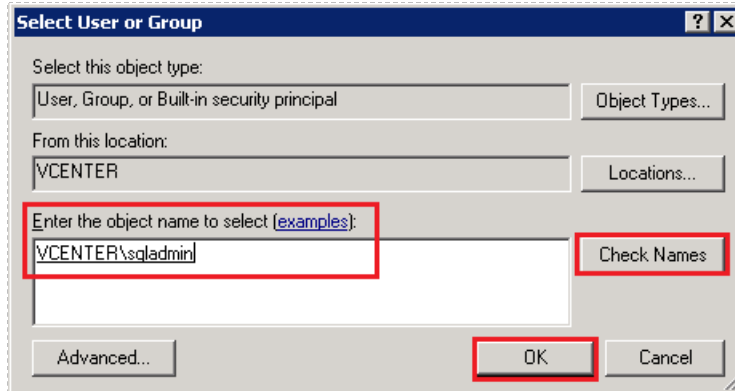 Select User or Group
? X
Select this object type:
User, Group, or Built-in security principal
Object Types...
From this location:
VCENTER
Locations...
Enter the object name to select (examples):
VCENTER\sqladmin
Check Names
Advanced...
OK
Cancel